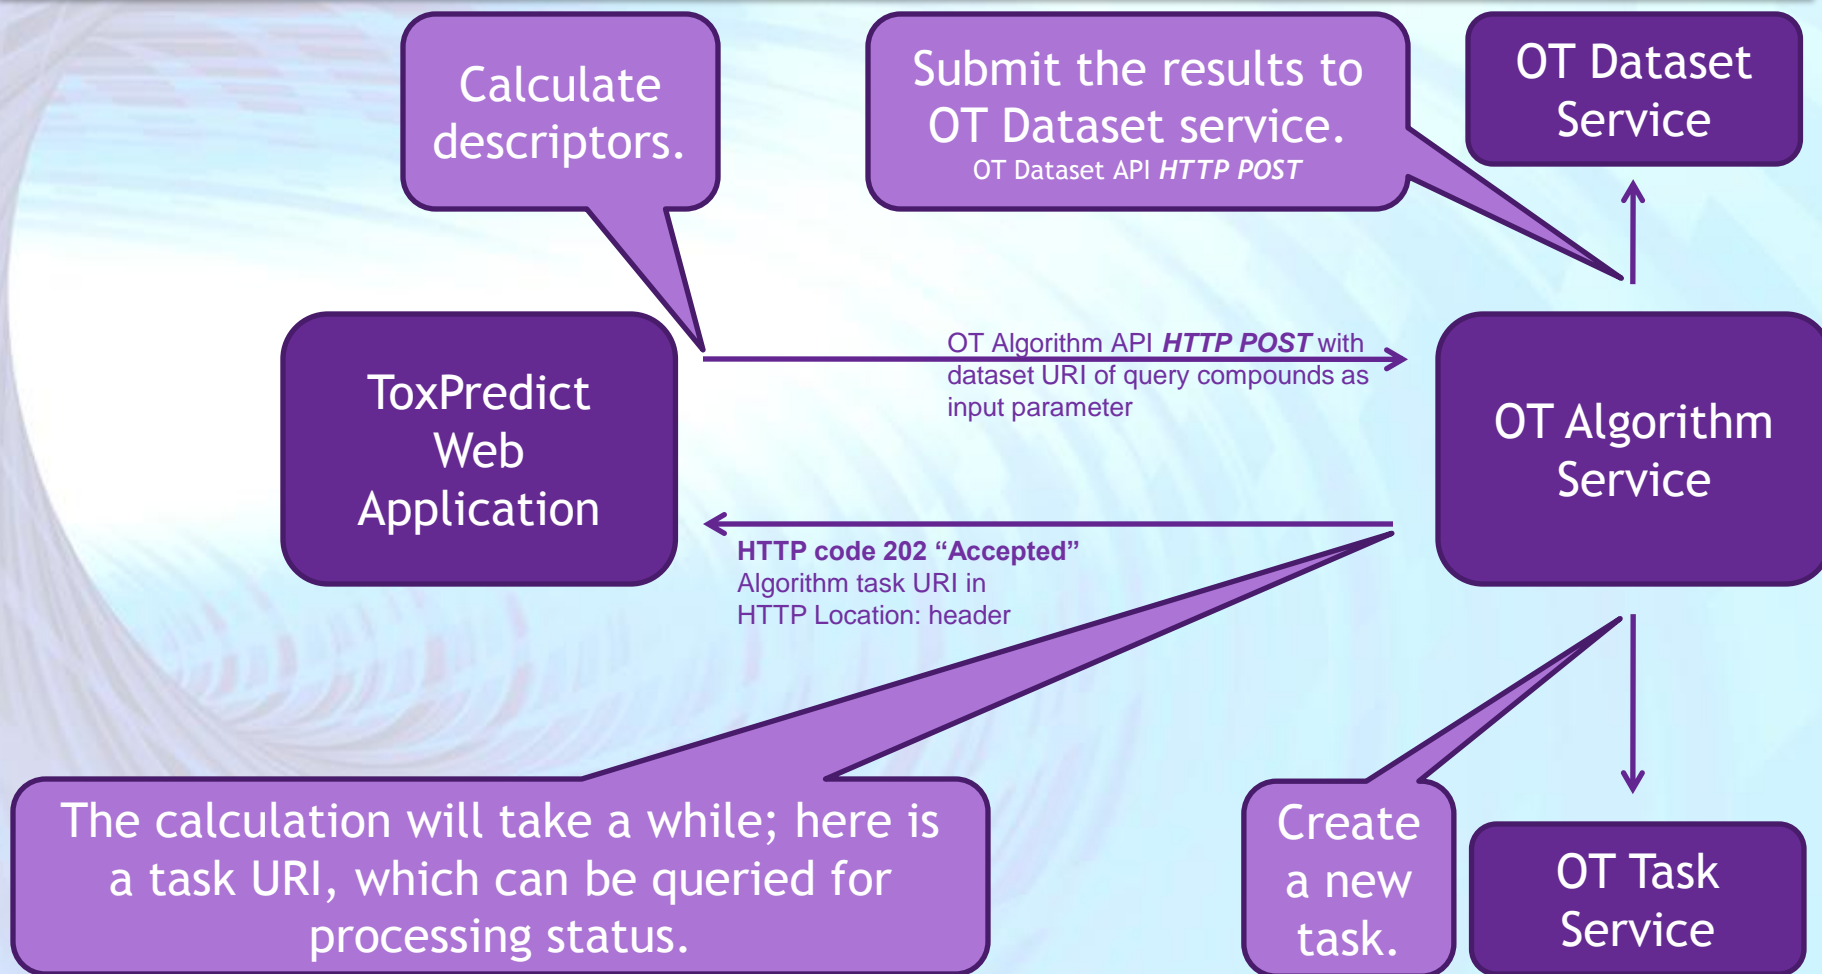 Calculate
descriptors.
Submit the results to
OT Dataset service.
OT Dataset API HTTP POST
OT Dataset
Service
ToxPredict
Web
Application
OT Algorithm API HTTP POST with
dataset URI of query compounds as
input parameter
OT Algorithm
Service
HTTP code 202 “Accepted”
Algorithm task URI in
HTTP Location: header
The calculation will take a while; here is
a task URI, which can be queried for
processing status.
Create
a new
task.
OT Task
Service